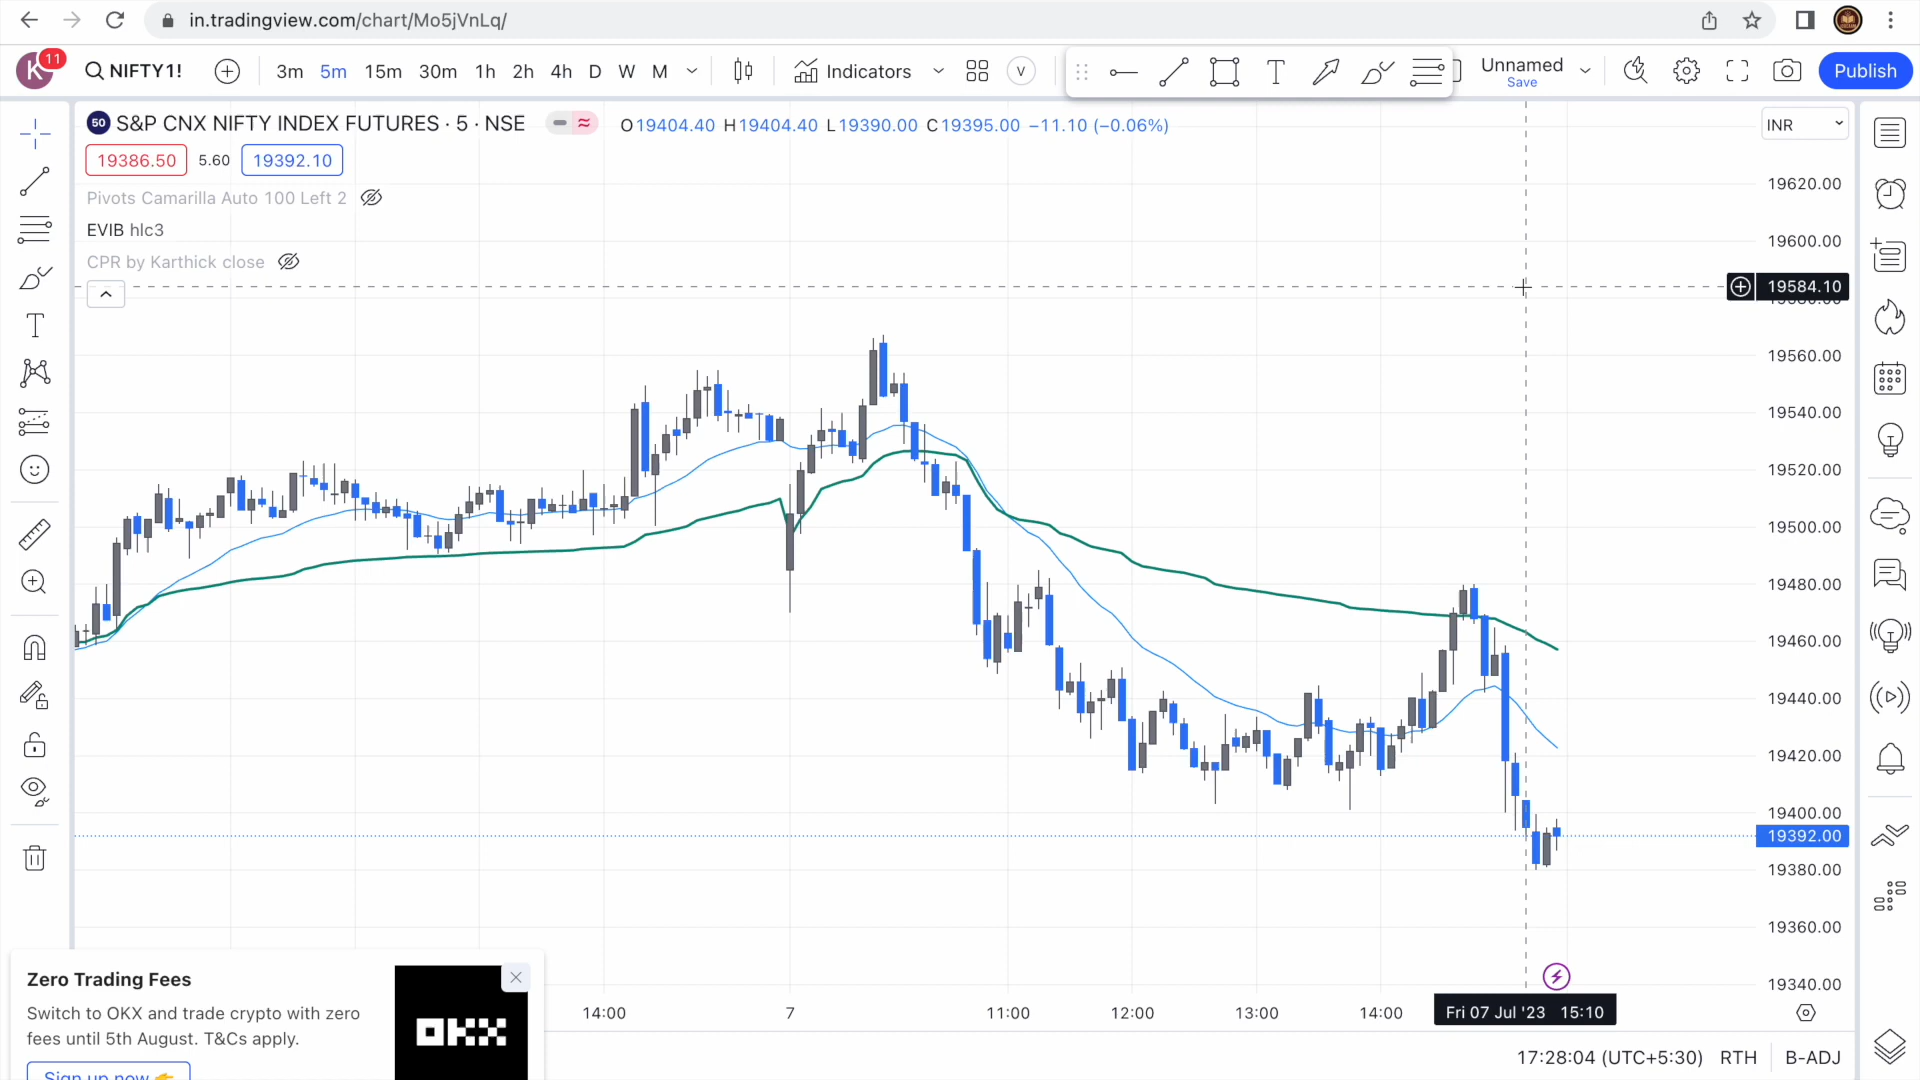 in.tradingview.com/chart/Mo5jVnLq/
K 11 NIFTY1! 3m 5m 15m 30m 1h 2h 4h D W M Indicators V T Unnamed Publish
Save
50 S&P CNX NIFTY INDEX FUTURES · 5 · NSE O19404.40 H19404.40 L19390.00 C19395.00 −11.10 (−0.06%) INR
19386.50 5.60 19392.10
Pivots Camarilla Auto 100 Left 2
EVIB hlc3
CPR by Karthick close
19620.00
19600.00
19584.10
19560.00
19540.00
19520.00
19500.00
19480.00
19460.00
19440.00
19420.00
19400.00
19392.00
19380.00
19360.00
19340.00
Zero Trading Fees
Switch to OKX and trade crypto with zero
fees until 5th August. T&Cs apply.
Sign up now 👉
OKX
14:00 7 11:00 12:00 13:00 14:00 Fri 07 Jul '23 15:10
17:28:04 (UTC+5:30) RTH B-ADJ